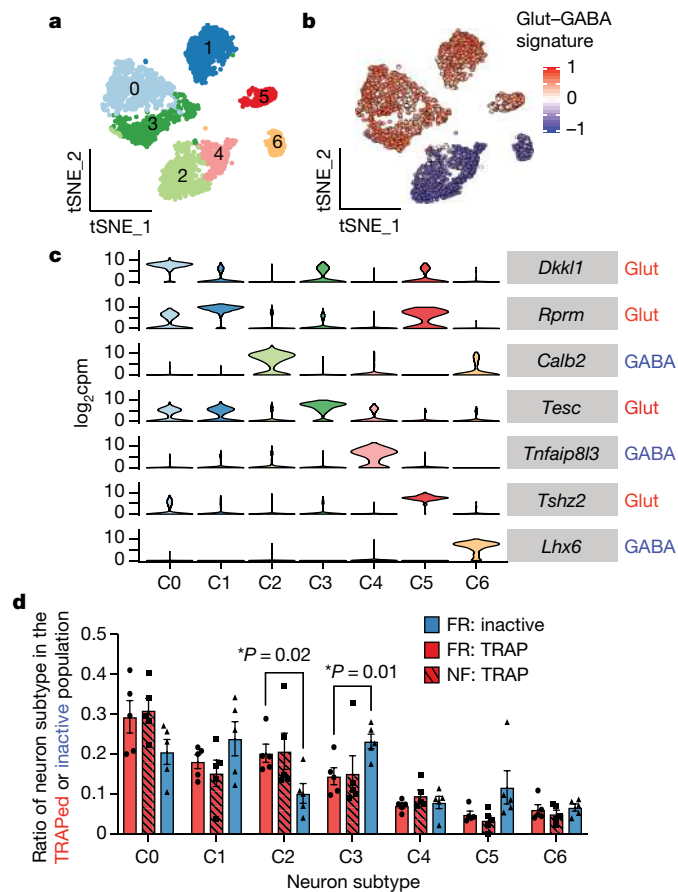 a
0
1
2
3
4
5
6
tSNE_2
tSNE_1
b
Glut–GABA
signature
1
0
–1
tSNE_2
tSNE_1
c
log2cpm
10
0
Dkkl1
Glut
10
0
Rprm
Glut
10
0
Calb2
GABA
10
0
Tesc
Glut
10
0
Tnfaip8l3
GABA
10
0
Tshz2
Glut
10
0
Lhx6
GABA
C0 C1 C2 C3 C4 C5 C6
d
Ratio of neuron subtype in the
TRAPed or inactive population
0.5
0.4
0.3
0.2
0.1
0
*P = 0.02
*P = 0.01
FR: inactive
FR: TRAP
NF: TRAP
C0 C1 C2 C3 C4 C5 C6
Neuron subtype